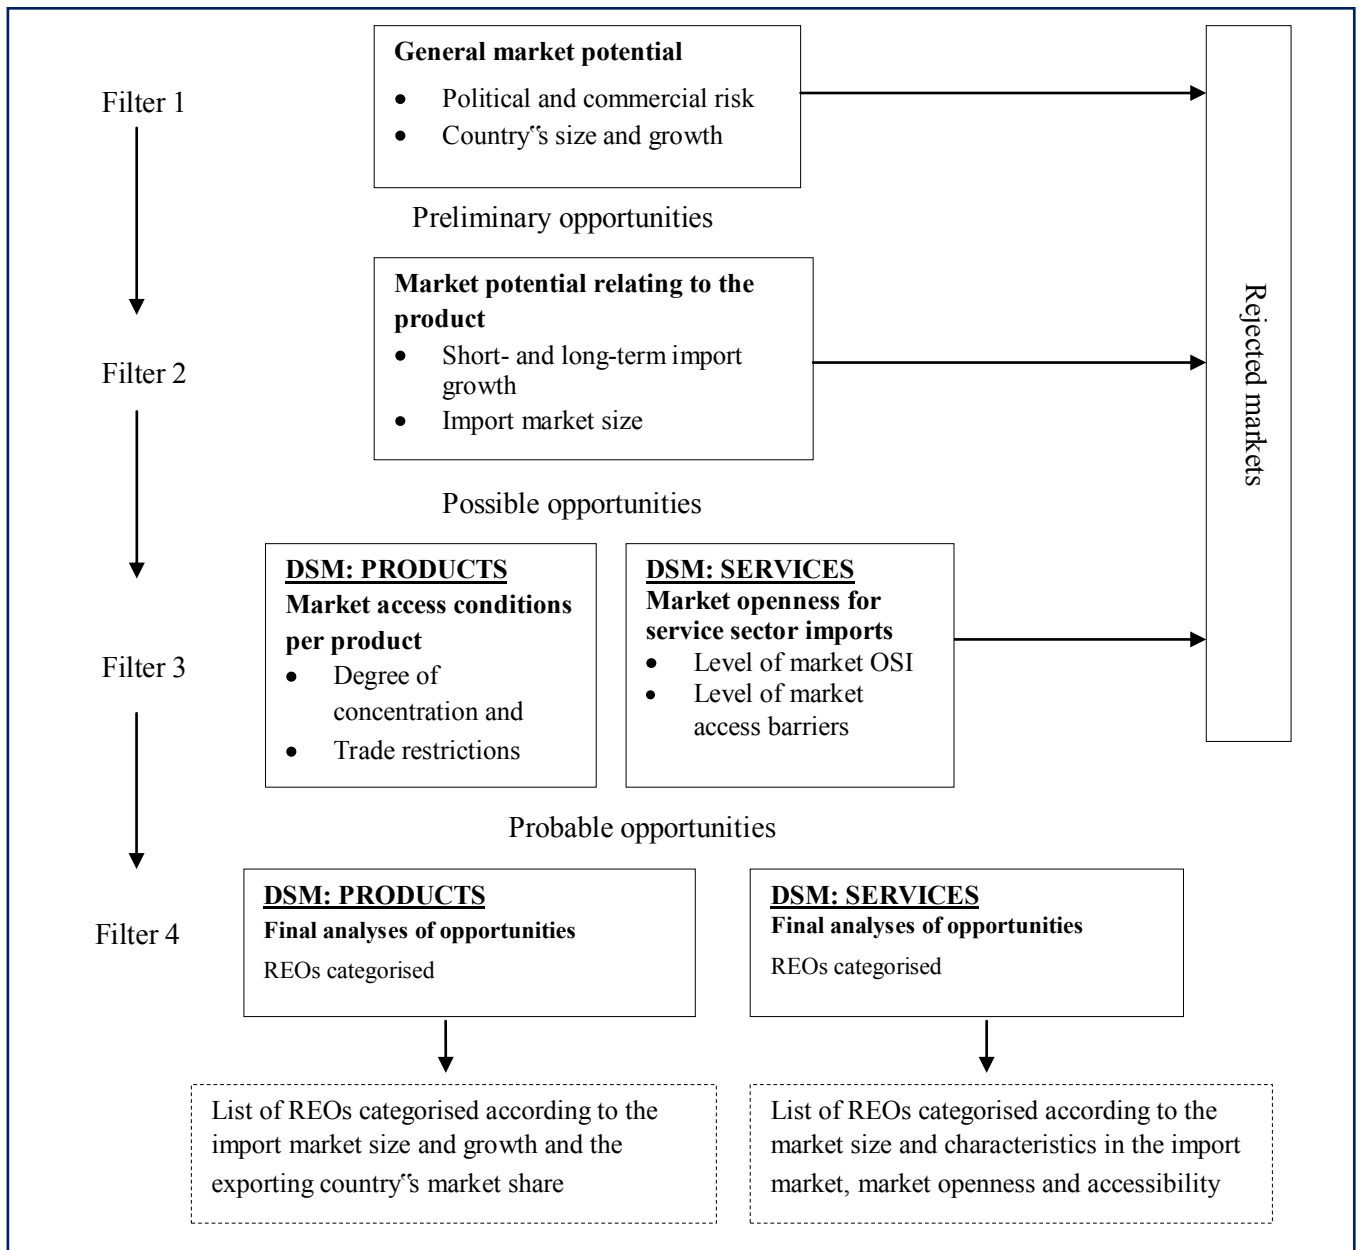 General market potential
Filter 1
• Political and commercial risk
• Country‟s size and growth
Preliminary opportunities
Market potential relating to the
product
Filter 2
• Short- and long-term import
growth
• Import market size
Rejected markets
Possible opportunities
Filter 3
DSM: PRODUCTS
Market access conditions
per product
• Degree of
concentration and
• Trade restrictions
DSM: SERVICES
Market openness for
service sector imports
• Level of market OSI
• Level of market
access barriers
Probable opportunities
Filter 4
DSM: PRODUCTS
Final analyses of opportunities
REOs categorised
DSM: SERVICES
Final analyses of opportunities
REOs categorised
List of REOs categorised according to the
import market size and growth and the
exporting country‟s market share
List of REOs categorised according to the
market size and characteristics in the import
market, market openness and accessibility